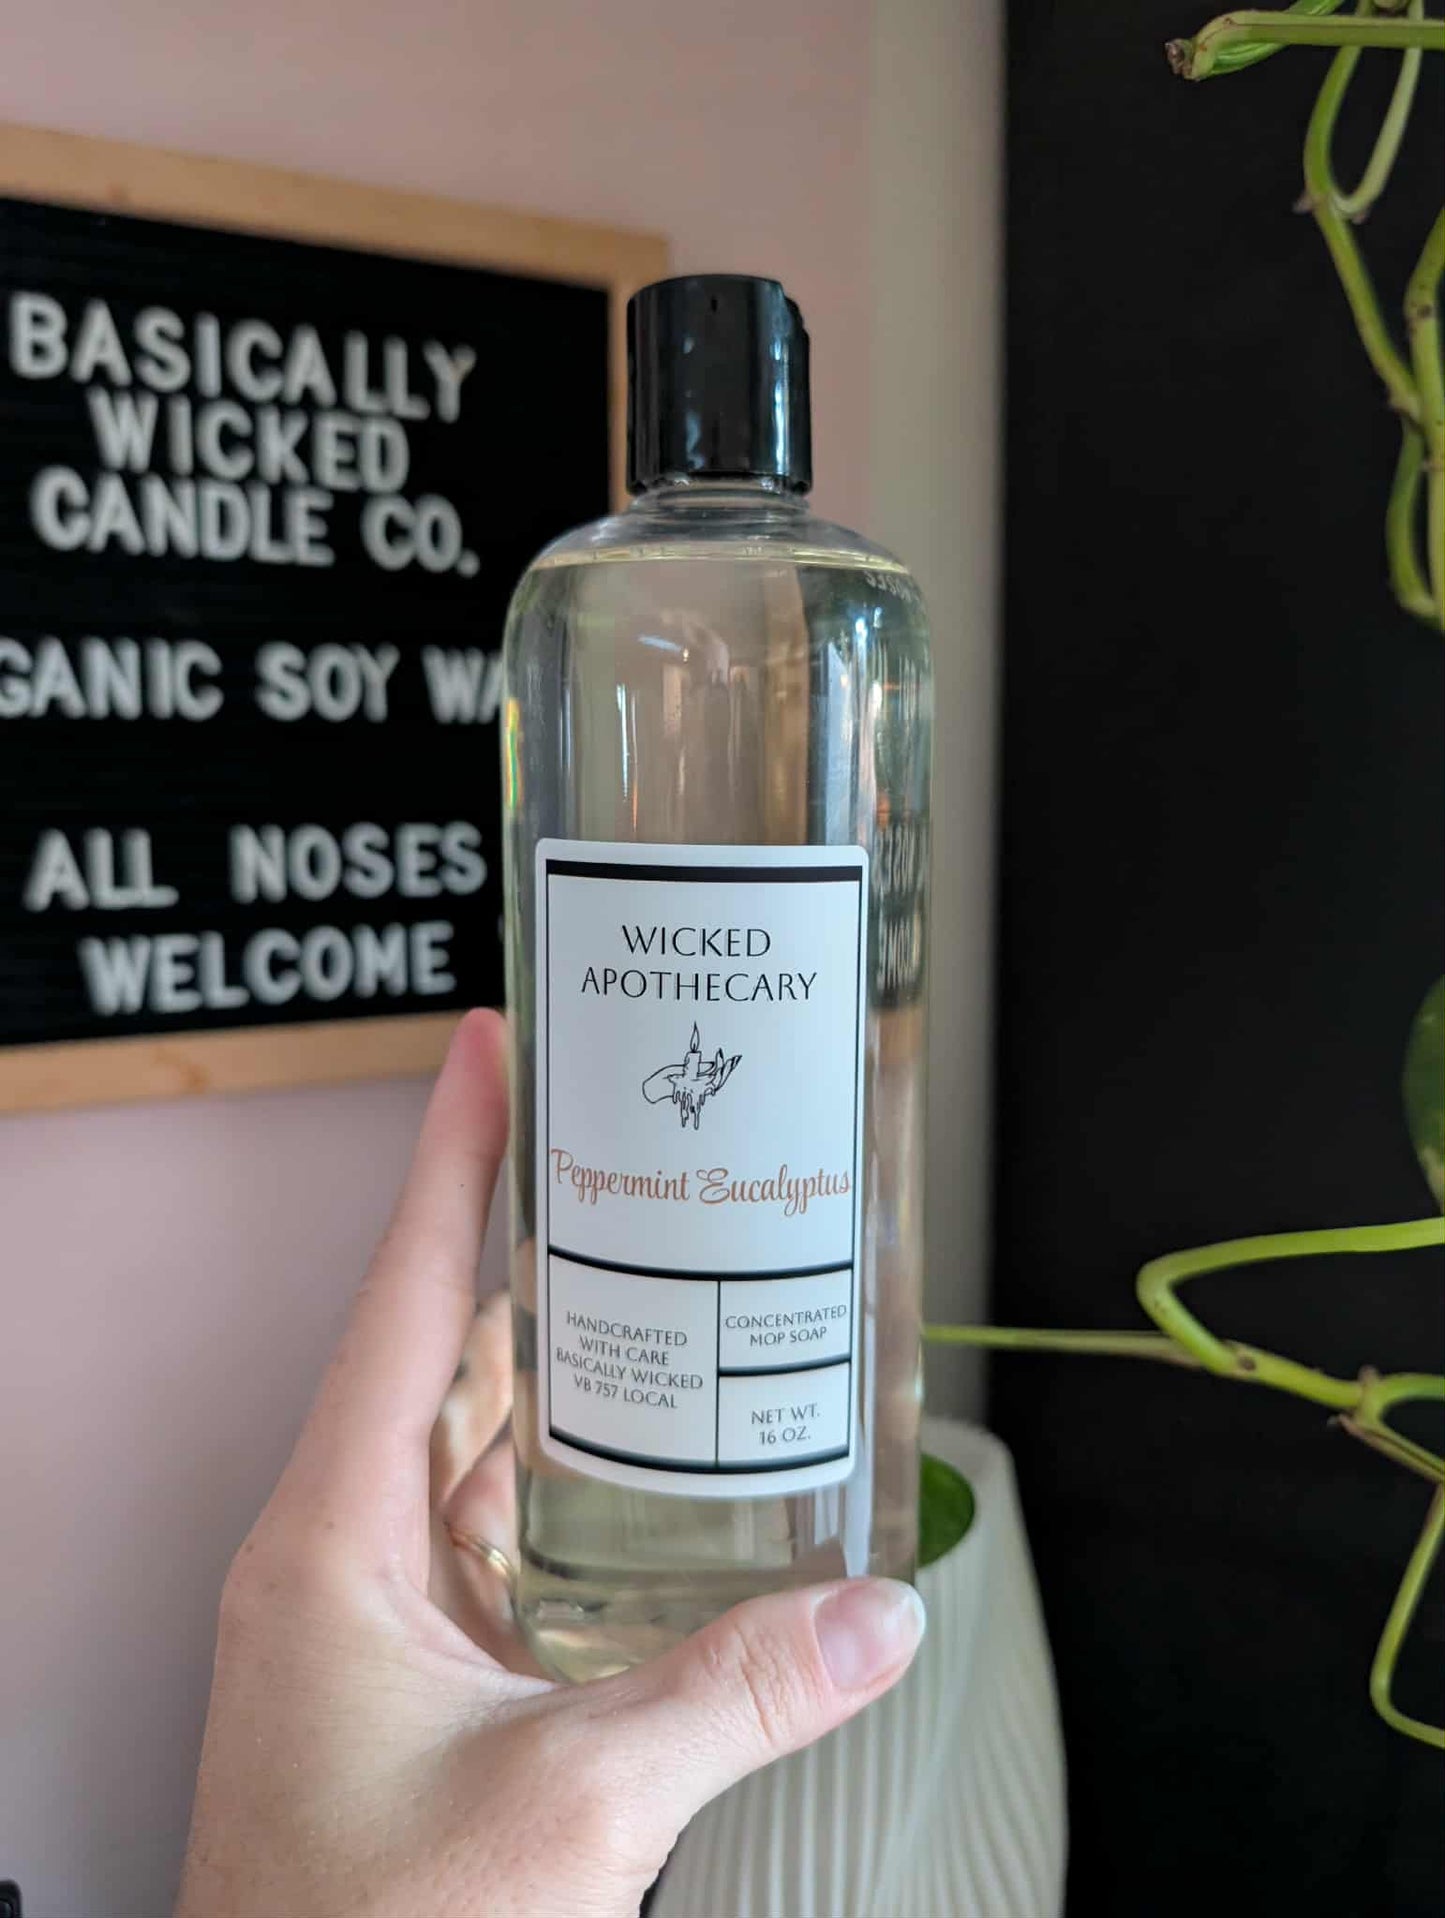 BASICALLY
WICKED
CANDLE CO.
GANIC SOY WA
ALL NOSES
WELCOME
WICKED
APOTHECARY
Peppermint Eucalyptus
HANDCRAFTED
WITH CARE
BASICALLY WICKED
VB 757 LOCAL
CONCENTRATED
MOP SOAP
NET WT.
16 OZ.